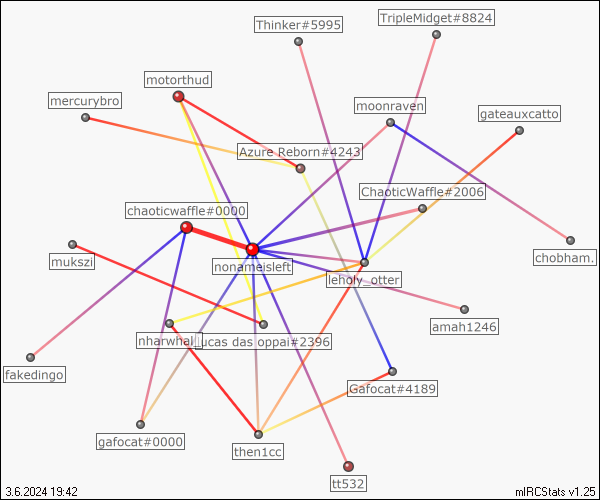 TripleMidget#8824
Thinker#5995
motorthud
mercurybro
moonraven
gateauxcatto
Azure Reborn#4243
ChaoticWaffle#2006
chaoticwaffle#0000
mukszi
nonameisleft
leholy_otter
chobham.
amah1246
nharwhal
ucas das oppai#2396
fakedingo
Gafocat#4189
gafocat#0000
then1cc
tt532
3.6.2024 19:42
mIRCStats v1.25